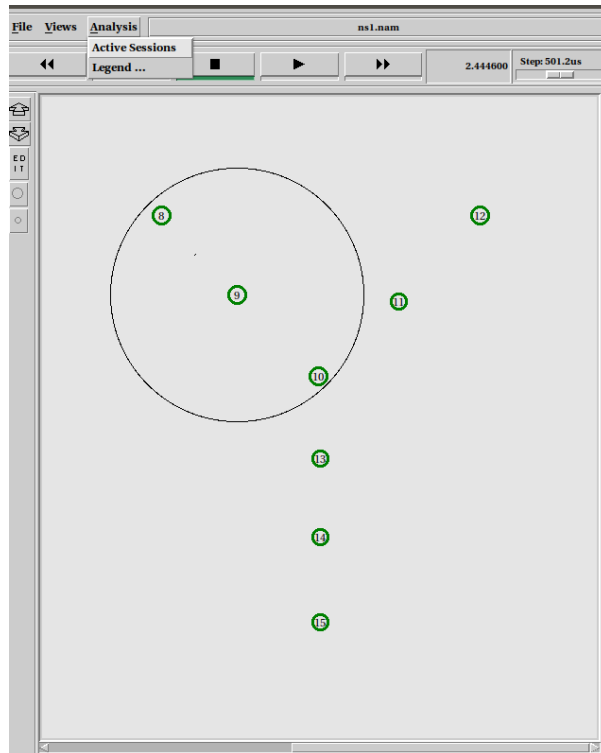 File Views Analysis ns1.nam
Active Sessions
Legend ...
2.444600 Step: 501.2us
ED
IT
8
12
9
11
10
13
14
15